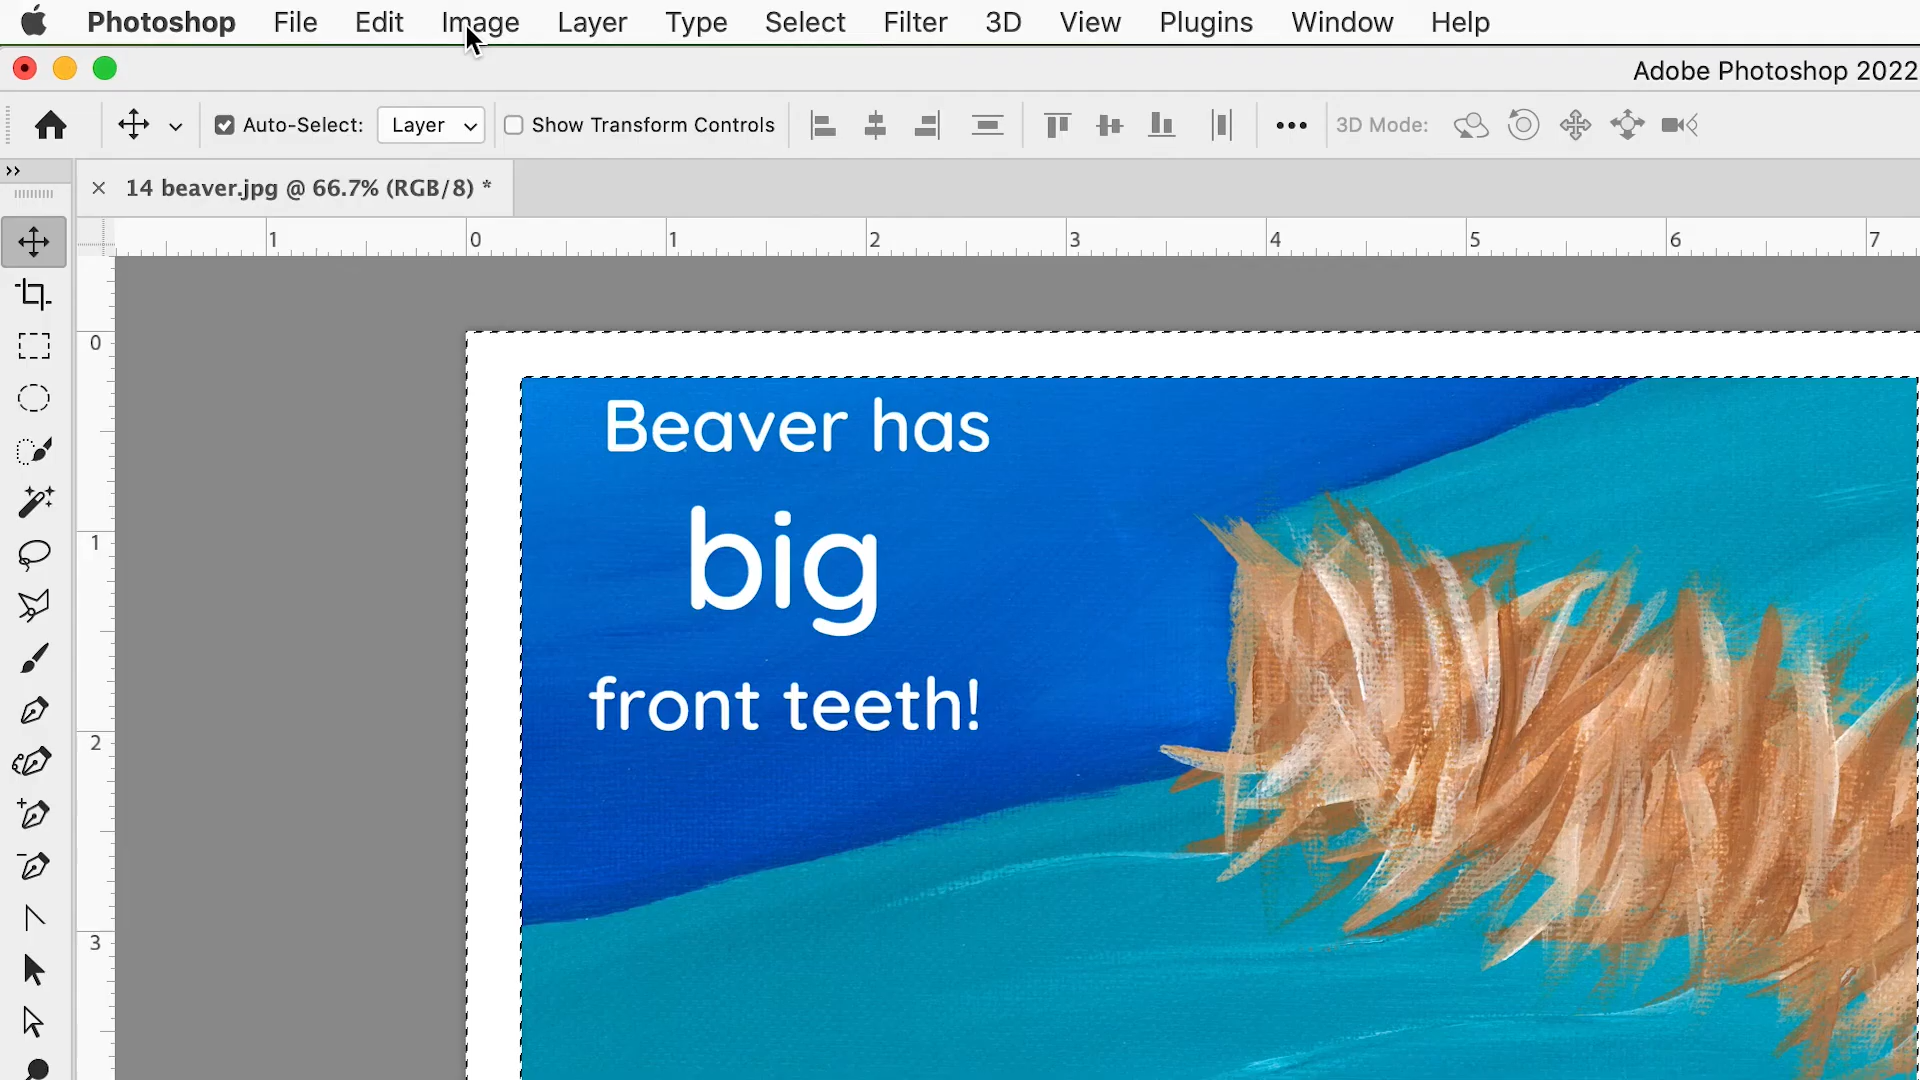 Photoshop File Edit Image Layer Type Select Filter 3D View Plugins Window Help
Adobe Photoshop 2022
Auto-Select: Layer Show Transform Controls 3D Mode:
14 beaver.jpg @ 66.7% (RGB/8) *
1 0 1 2 3 4 5 6 7
0
1
2
3
Beaver has
big
front teeth!